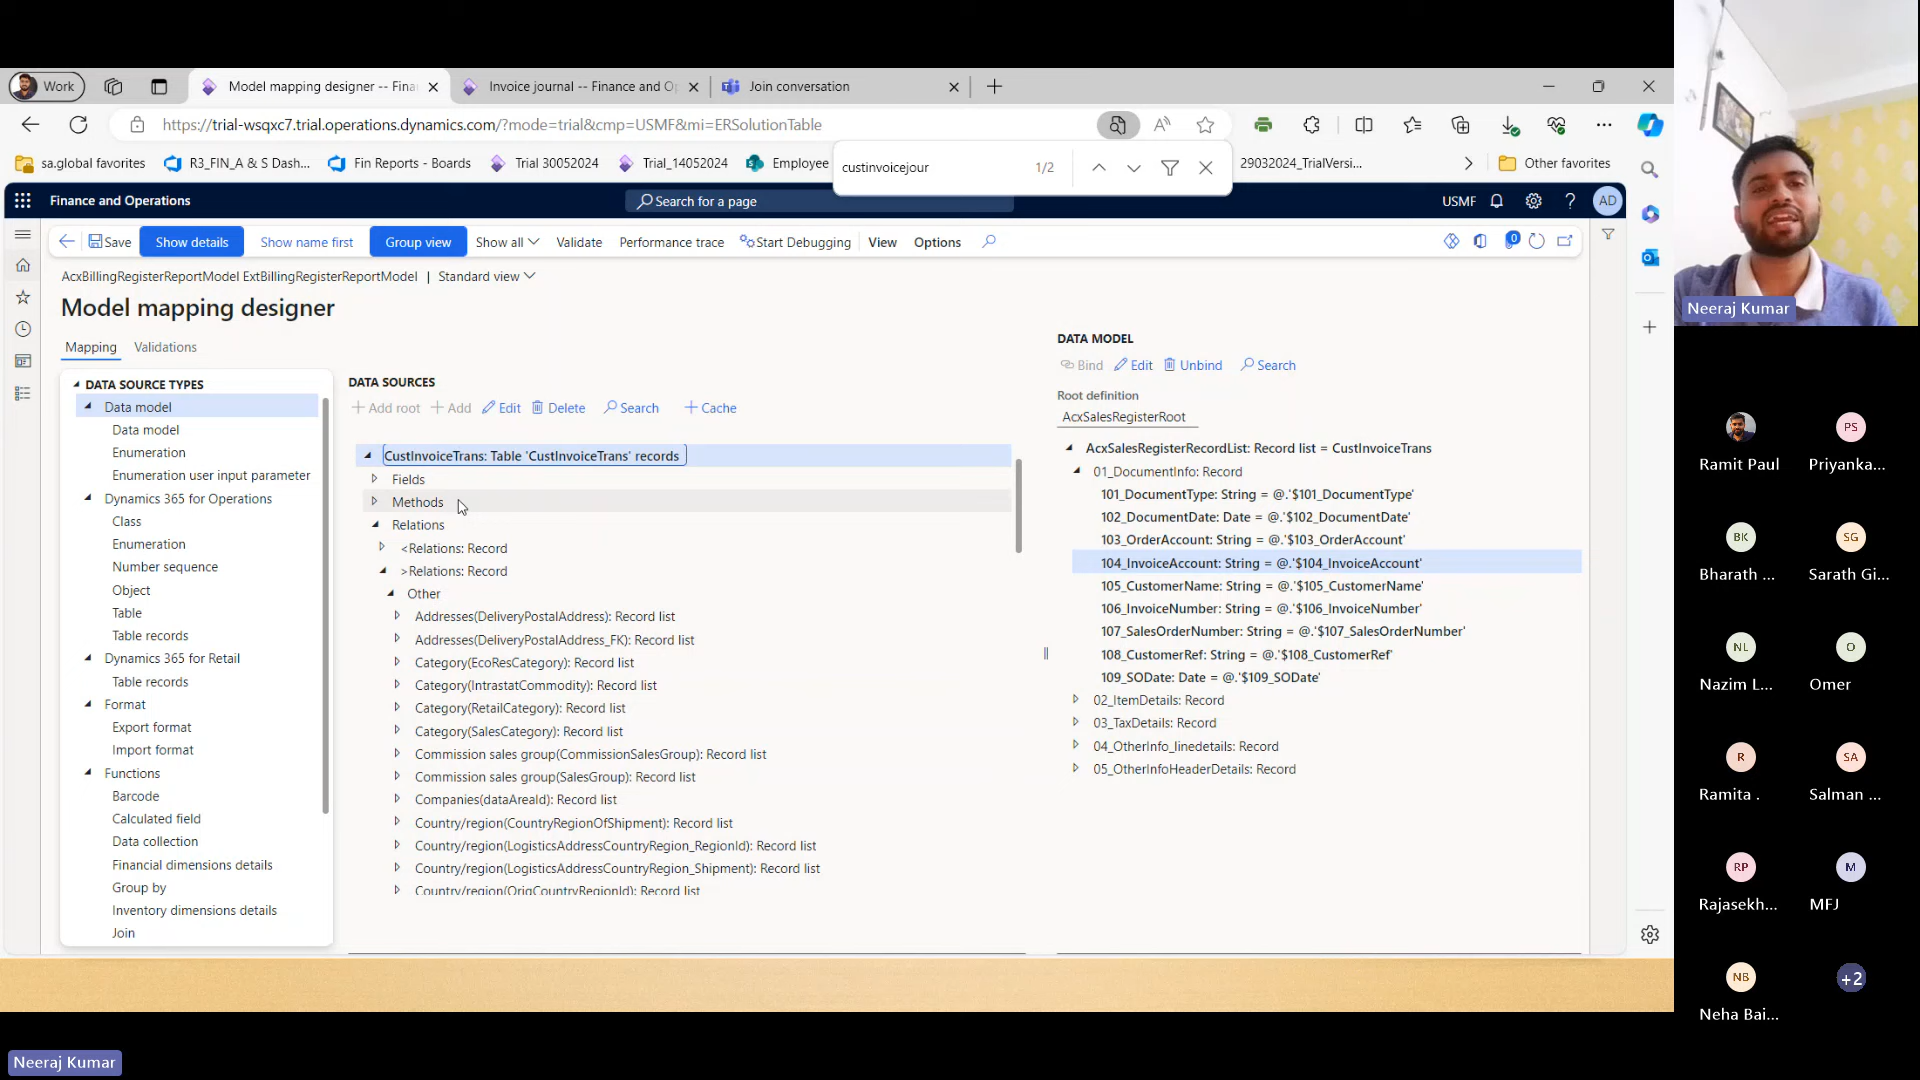 Work
Model mapping designer -- Fina
Invoice journal -- Finance and Op
Join conversation
https://trial-wsqxc7.trial.operations.dynamics.com/?mode=trial&cmp=USMF&mi=ERSolutionTable
sa.global favorites
R3_FIN_A & S Dash...
Fin Reports - Boards
Trial 30052024
Trial_14052024
Employee
custinvoicejour
1/2
29032024_TrialVersi...
Other favorites
Finance and Operations
Search for a page
USMF
?
AD
Save
Show details
Show name first
Group view
Show all
Validate
Performance trace
Start Debugging
View
Options
0
AcxBillingRegisterReportModel ExtBillingRegisterReportModel | Standard view
Model mapping designer
Mapping
Validations
DATA SOURCE TYPES
Data model
Data model
Enumeration
Enumeration user input parameter
Dynamics 365 for Operations
Class
Enumeration
Number sequence
Object
Table
Table records
Dynamics 365 for Retail
Table records
Format
Export format
Import format
Functions
Barcode
Calculated field
Data collection
Financial dimensions details
Group by
Inventory dimensions details
Join
DATA SOURCES
+ Add root + Add Edit Delete Search + Cache
CustInvoiceTrans: Table 'CustInvoiceTrans' records
Fields
Methods
Relations
<Relations: Record
>Relations: Record
Other
Addresses(DeliveryPostalAddress): Record list
Addresses(DeliveryPostalAddress_FK): Record list
Category(EcoResCategory): Record list
Category(IntrastatCommodity): Record list
Category(RetailCategory): Record list
Category(SalesCategory): Record list
Commission sales group(CommissionSalesGroup): Record list
Commission sales group(SalesGroup): Record list
Companies(dataAreaId): Record list
Country/region(CountryRegionOfShipment): Record list
Country/region(LogisticsAddressCountryRegion_RegionId): Record list
Country/region(LogisticsAddressCountryRegion_Shipment): Record list
Country/region(OrigCountryRegionId): Record list
DATA MODEL
Bind Edit Unbind Search
Root definition
AcxSalesRegisterRoot
AcxSalesRegisterRecordList: Record list = CustInvoiceTrans
01_DocumentInfo: Record
101_DocumentType: String = @.'$101_DocumentType'
102_DocumentDate: Date = @.'$102_DocumentDate'
103_OrderAccount: String = @.'$103_OrderAccount'
104_InvoiceAccount: String = @.'$104_InvoiceAccount'
105_CustomerName: String = @.'$105_CustomerName'
106_InvoiceNumber: String = @.'$106_InvoiceNumber'
107_SalesOrderNumber: String = @.'$107_SalesOrderNumber'
108_CustomerRef: String = @.'$108_CustomerRef'
109_SODate: Date = @.'$109_SODate'
02_ItemDetails: Record
03_TaxDetails: Record
04_OtherInfo_linedetails: Record
05_OtherInfoHeaderDetails: Record
Neeraj Kumar
Ramit Paul
PS
Priyanka...
BK
Bharath ...
SG
Sarath Gi...
NL
Nazim L...
O
Omer
R
Ramita .
SA
Salman ...
RP
Rajasekh...
M
MFJ
NB
Neha Bai...
+2
Neeraj Kumar